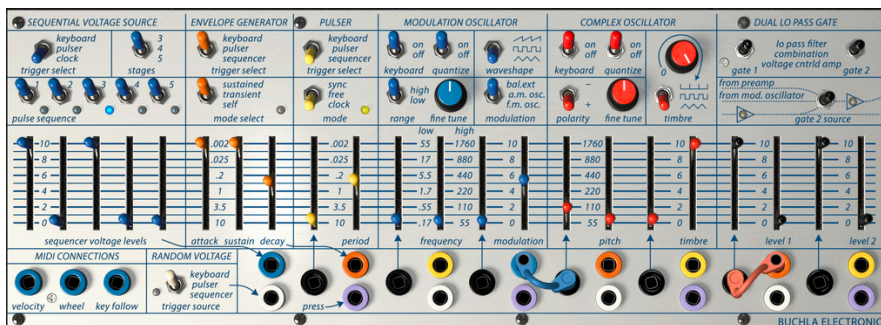 SEQUENTIAL VOLTAGE SOURCE
ENVELOPE GENERATOR
PULSER
MODULATION OSCILLATOR
COMPLEX OSCILLATOR
DUAL LO PASS GATE
keyboard
pulser
clock
trigger select
3
4
5
stages
keyboard
pulser
sequencer
trigger select
keyboard
pulser
sequencer
trigger select
on
off
keyboard
on
off
quantize
waveshape
on
off
keyboard
on
off
quantize
0
lo pass filter
combination
voltage cntrld amp
gate 1
gate 2
1
2
3
4
5
pulse sequence
sustained
transient
self
mode select
sync
free
clock
mode
high
low
range
fine tune
bal.ext
a.m. osc.
f.m. osc.
modulation
−
+
polarity
fine tune
timbre
from preamp
from mod. oscillator
gate 2 source
low
high
10
8
6
4
2
0
.002
.025
.2
1
3.5
10
.002
.025
.2
1
3.5
10
55
17
5.5
1.7
.55
.17
1760
880
440
220
110
55
10
8
6
4
2
0
1760
880
440
220
110
55
10
8
6
4
2
0
10
8
6
4
2
0
10
8
6
4
2
0
sequencer voltage levels
attack
sustain
decay
period
frequency
modulation
pitch
timbre
level 1
level 2
MIDI CONNECTIONS
velocity
wheel
key follow
RANDOM VOLTAGE
keyboard
pulser
sequencer
trigger source
press
BUCHLA ELECTRONIC